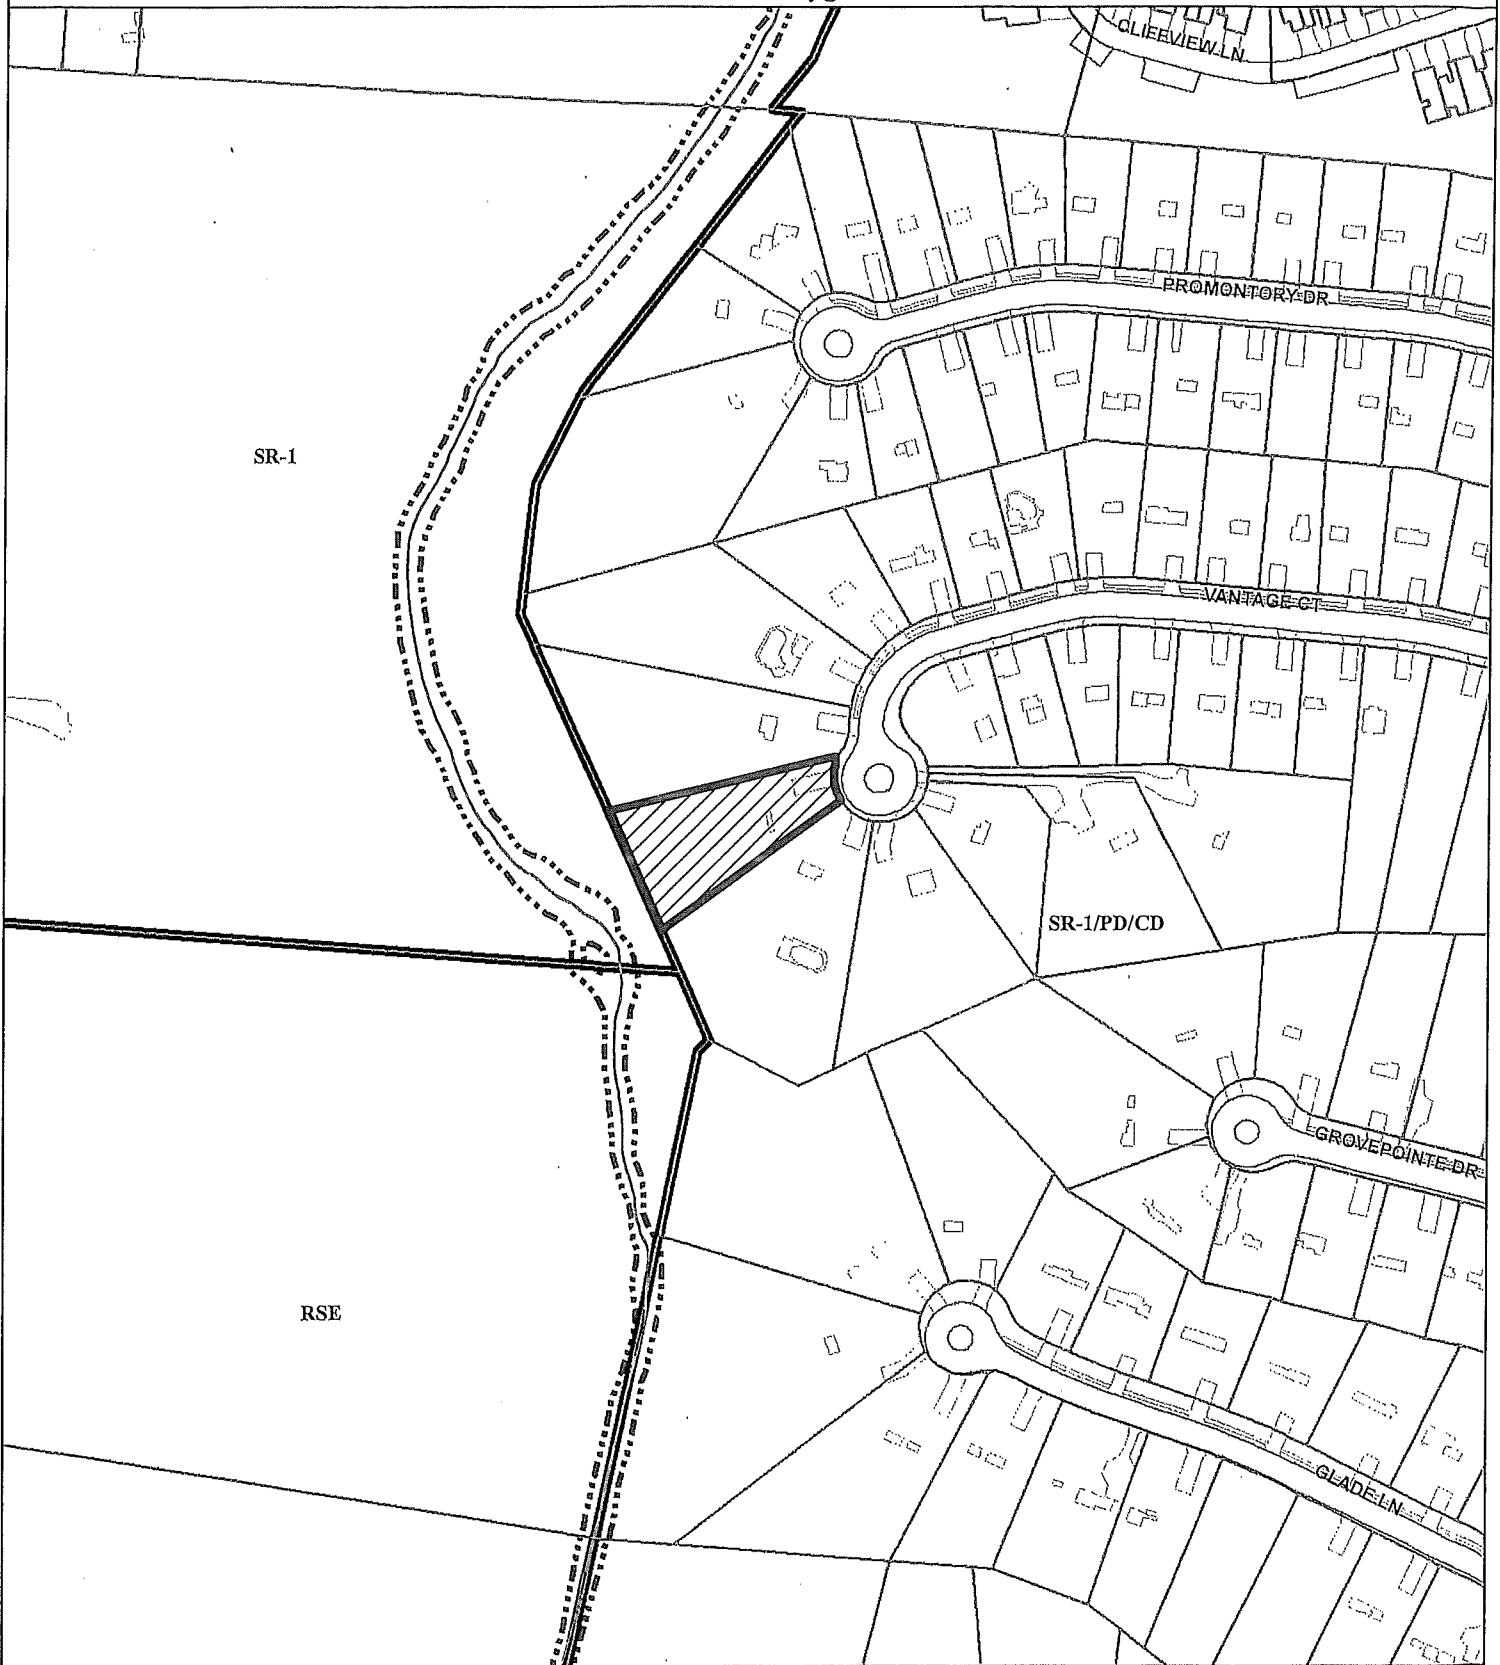 CLIFFVIEW LN
PROMONTORY DR
SR-1
VANTAGE CT
SR-1/PD/CD
GROVEPOINTE DR
RSE
GLADE LN